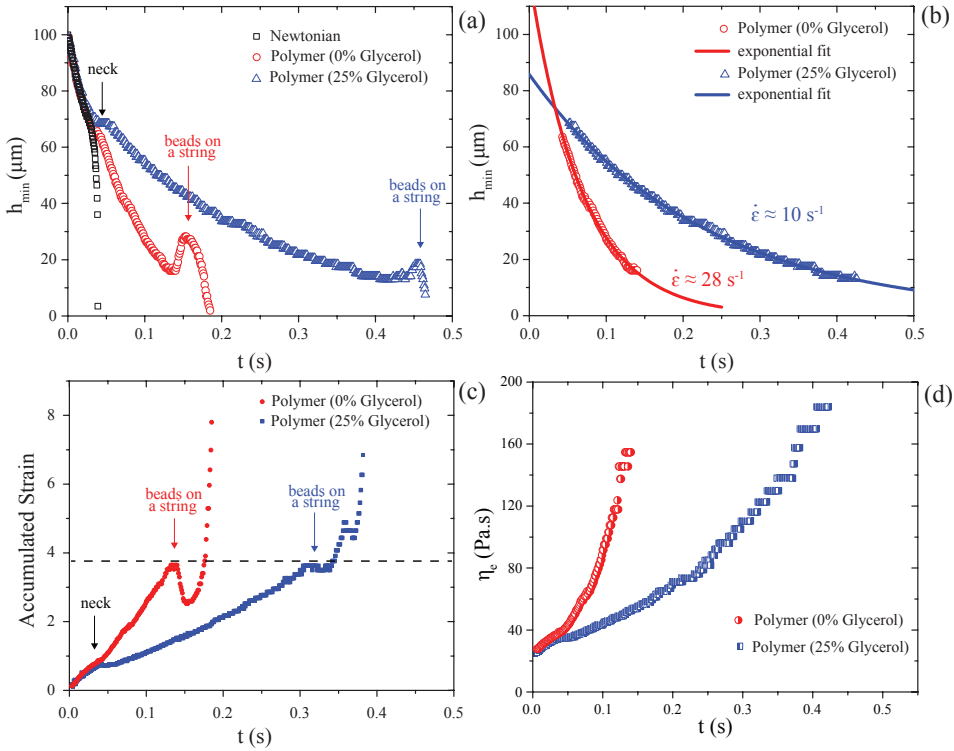 (a)
Newtonian
Polymer (0% Glycerol)
Polymer (25% Glycerol)
neck
beads on
a string
beads on
a string
100
80
60
40
20
0
h_min (μm)
0.0 0.1 0.2 0.3 0.4 0.5
t (s)
(b)
Polymer (0% Glycerol)
exponential fit
Polymer (25% Glycerol)
exponential fit
ε̇ ≈ 10 s⁻¹
ε̇ ≈ 28 s⁻¹
100
80
60
40
20
0
h_min (μm)
0.0 0.1 0.2 0.3 0.4 0.5
t (s)
(c)
Polymer (0% Glycerol)
Polymer (25% Glycerol)
beads on
a string
beads on
a string
neck
8
6
4
2
0
Accumulated Strain
0.0 0.1 0.2 0.3 0.4 0.5
t (s)
(d)
200
160
120
80
40
0
η_e (Pa.s)
Polymer (0% Glycerol)
Polymer (25% Glycerol)
0.0 0.1 0.2 0.3 0.4 0.5
t (s)